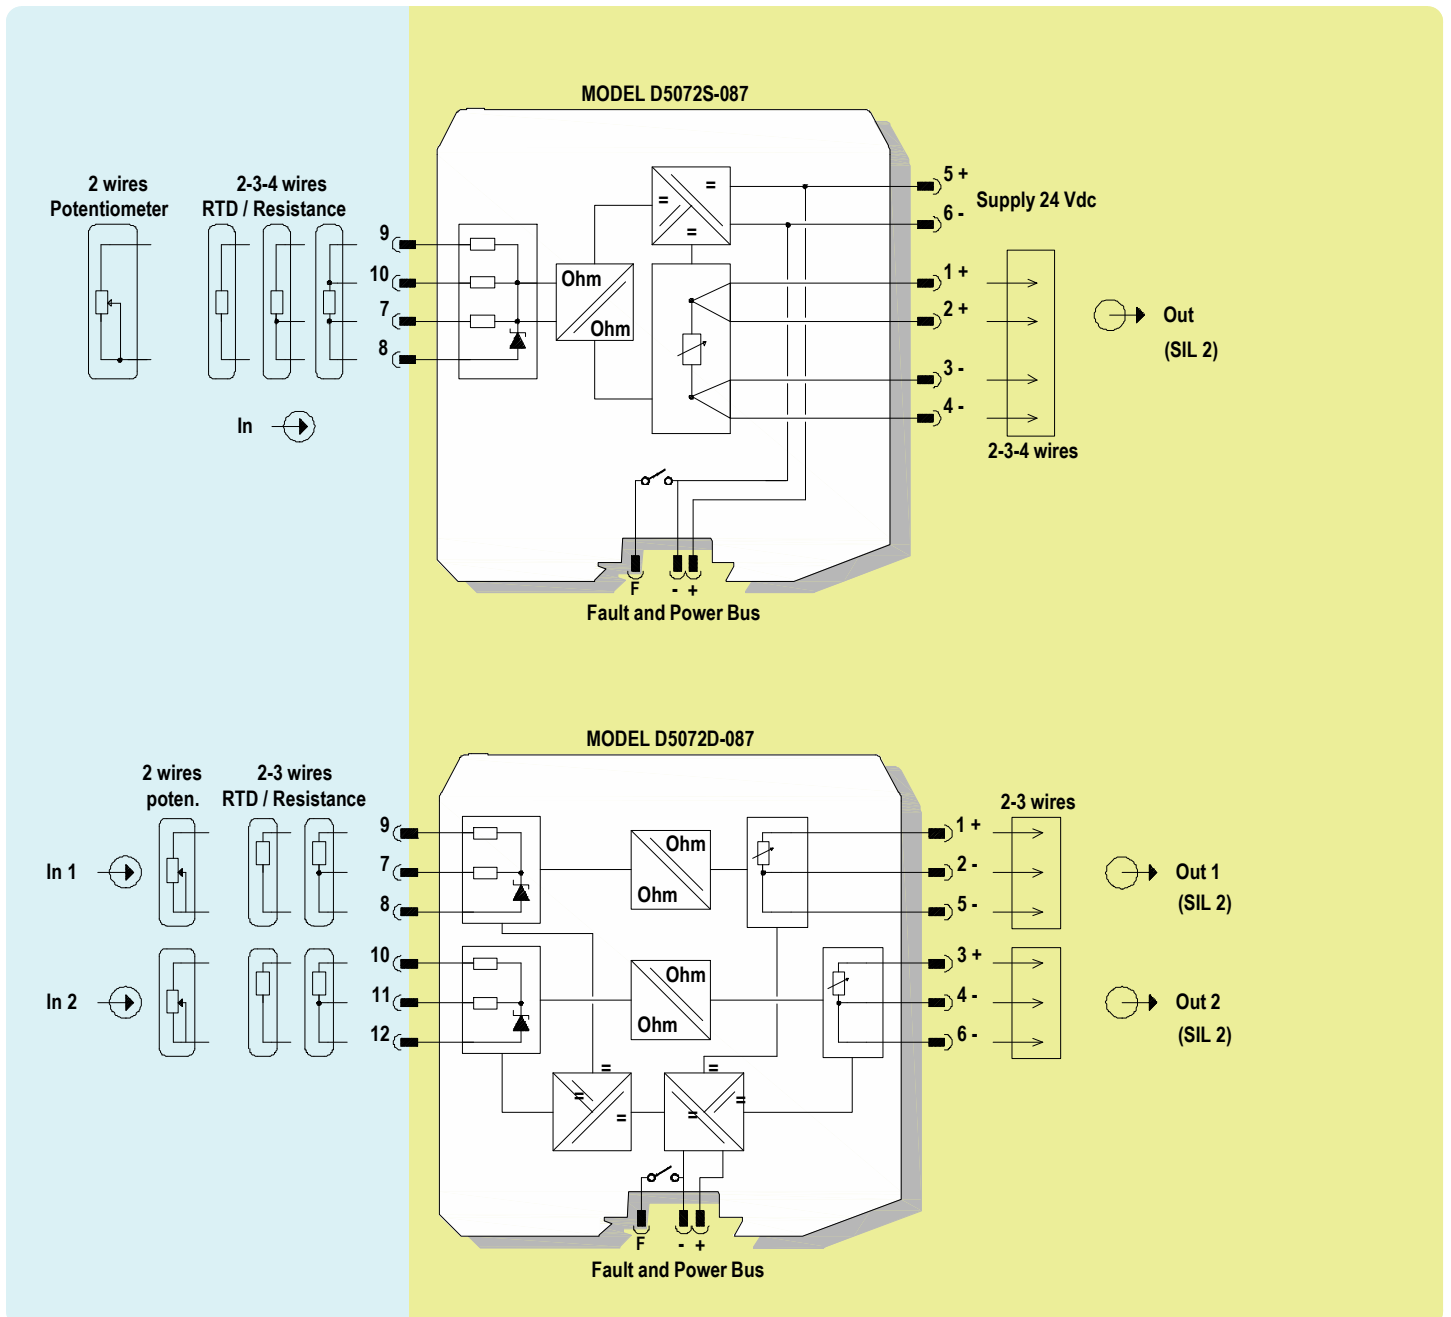 MODEL D5072S-087
2 wires
Potentiometer
2-3-4 wires
RTD / Resistance
9
10
7
8
In
Ohm
Ohm
=
=
=
5 +
6 -
Supply 24 Vdc
1 +
2 +
3 -
4 -
2-3-4 wires
Out
(SIL 2)
F
- +
Fault and Power Bus
MODEL D5072D-087
2 wires
poten.
2-3 wires
RTD / Resistance
In 1
9
7
8
Ohm
Ohm
1 +
2 -
5 -
2-3 wires
Out 1
(SIL 2)
In 2
10
11
12
Ohm
Ohm
3 +
4 -
6 -
Out 2
(SIL 2)
=
=
=
=
=
=
F
- +
Fault and Power Bus